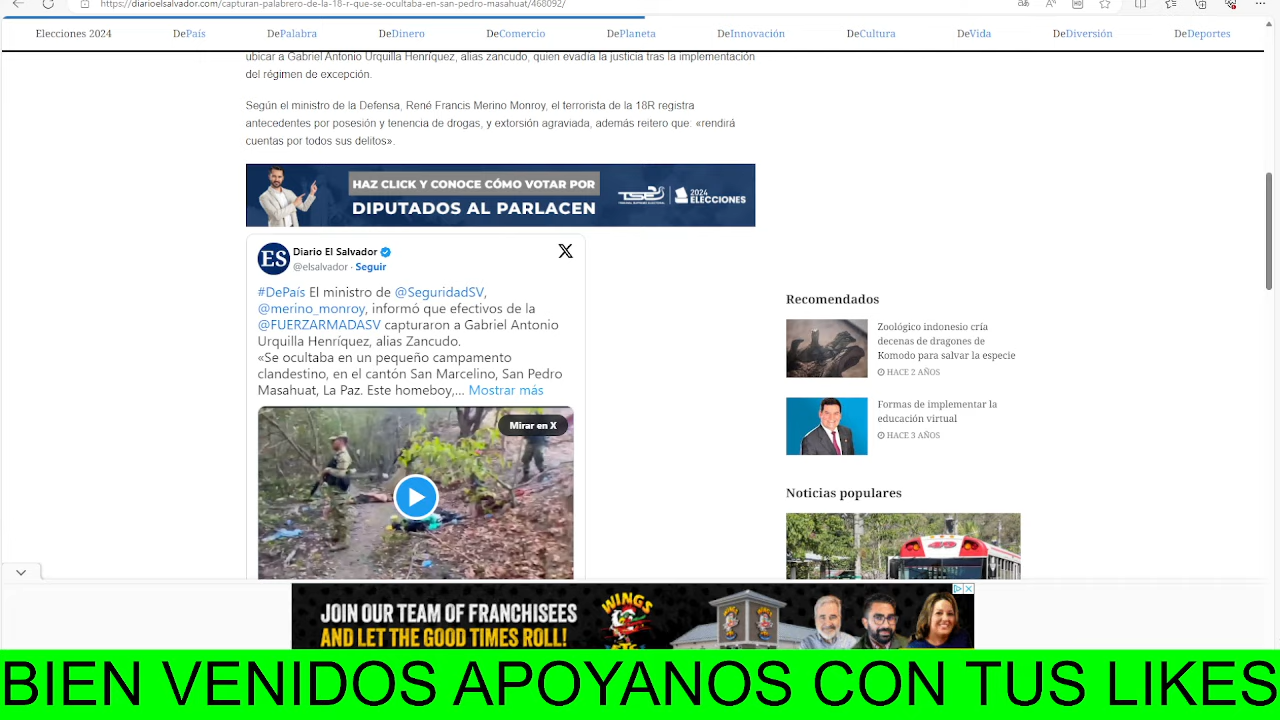 https://diarioelsalvador.com/capturan-palabrero-de-la-18-r-que-se-ocultaba-en-san-pedro-masahuat/468092/
Elecciones 2024 DePaís DePalabra DeDinero DeComercio DePlaneta DeInnovación DeCultura DeVida DeDiversión DeDeportes
ubicar a Gabriel Antonio Urquilla Henríquez, alias zancudo, quien evadía la justicia tras la implementación
del régimen de excepción.
Según el ministro de la Defensa, René Francis Merino Monroy, el terrorista de la 18R registra
antecedentes por posesión y tenencia de drogas, y extorsión agraviada, además reitero que: «rendirá
cuentas por todos sus delitos».
HAZ CLICK Y CONOCE CÓMO VOTAR POR
DIPUTADOS AL PARLACEN
TSE
TRIBUNAL SUPREMO ELECTORAL
2024
ELECCIONES
ES
Diario El Salvador
@elsalvador · Seguir
#DePaís El ministro de @SeguridadSV,
@merino_monroy, informó que efectivos de la
@FUERZARMADASV capturaron a Gabriel Antonio
Urquilla Henríquez, alias Zancudo.
«Se ocultaba en un pequeño campamento
clandestino, en el cantón San Marcelino, San Pedro
Masahuat, La Paz. Este homeboy,... Mostrar más
Mirar en X
Recomendados
Zoológico indonesio cría
decenas de dragones de
Komodo para salvar la especie
HACE 2 AÑOS
Formas de implementar la
educación virtual
HACE 3 AÑOS
Noticias populares
JOIN OUR TEAM OF FRANCHISEES
AND LET THE GOOD TIMES ROLL!
WINGS
ETC
BIEN VENIDOS APOYANOS CON TUS LIKES